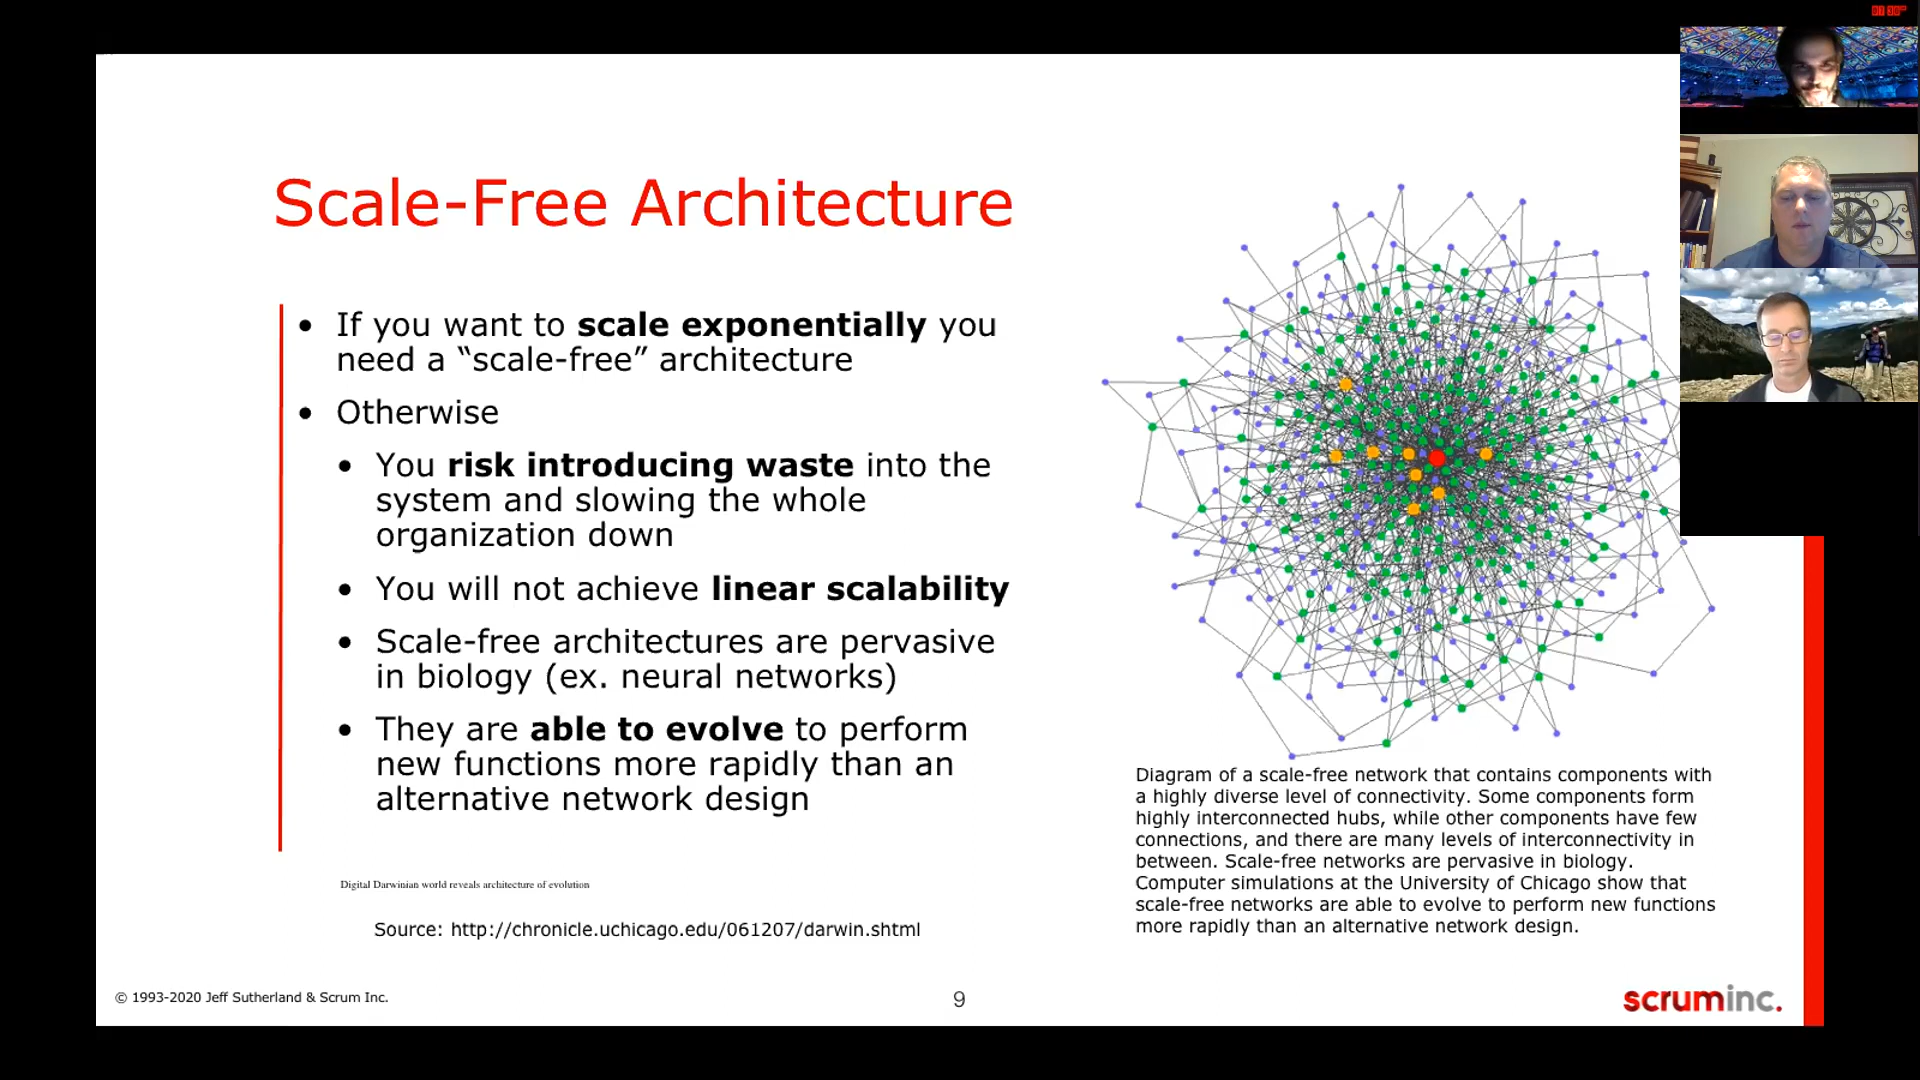 Scale-Free Architecture
• If you want to scale exponentially you
need a “scale-free” architecture
• Otherwise
• You risk introducing waste into the
system and slowing the whole
organization down
• You will not achieve linear scalability
• Scale-free architectures are pervasive
in biology (ex. neural networks)
• They are able to evolve to perform
new functions more rapidly than an
alternative network design
Digital Darwinian world reveals architecture of evolution
Source: http://chronicle.uchicago.edu/061207/darwin.shtml
Diagram of a scale-free network that contains components with
a highly diverse level of connectivity. Some components form
highly interconnected hubs, while other components have few
connections, and there are many levels of interconnectivity in
between. Scale-free networks are pervasive in biology.
Computer simulations at the University of Chicago show that
scale-free networks are able to evolve to perform new functions
more rapidly than an alternative network design.
© 1993-2020 Jeff Sutherland & Scrum Inc.
9
scruminc.